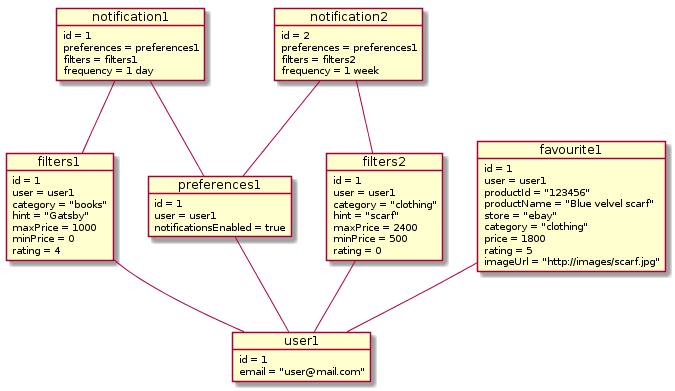 notification1
id = 1
preferences = preferences1
filters = filters1
frequency = 1 day
notification2
id = 2
preferences = preferences1
filters = filters2
frequency = 1 week
filters1
id = 1
user = user1
category = "books"
hint = "Gatsby"
maxPrice = 1000
minPrice = 0
rating = 4
preferences1
id = 1
user = user1
notificationsEnabled = true
filters2
id = 1
user = user1
category = "clothing"
hint = "scarf"
maxPrice = 2400
minPrice = 500
rating = 0
favourite1
id = 1
user = user1
productId = "123456"
productName = "Blue velvel scarf"
store = "ebay"
category = "clothing"
price = 1800
rating = 5
imageUrl = "http://images/scarf.jpg"
user1
id = 1
email = "user@mail.com"